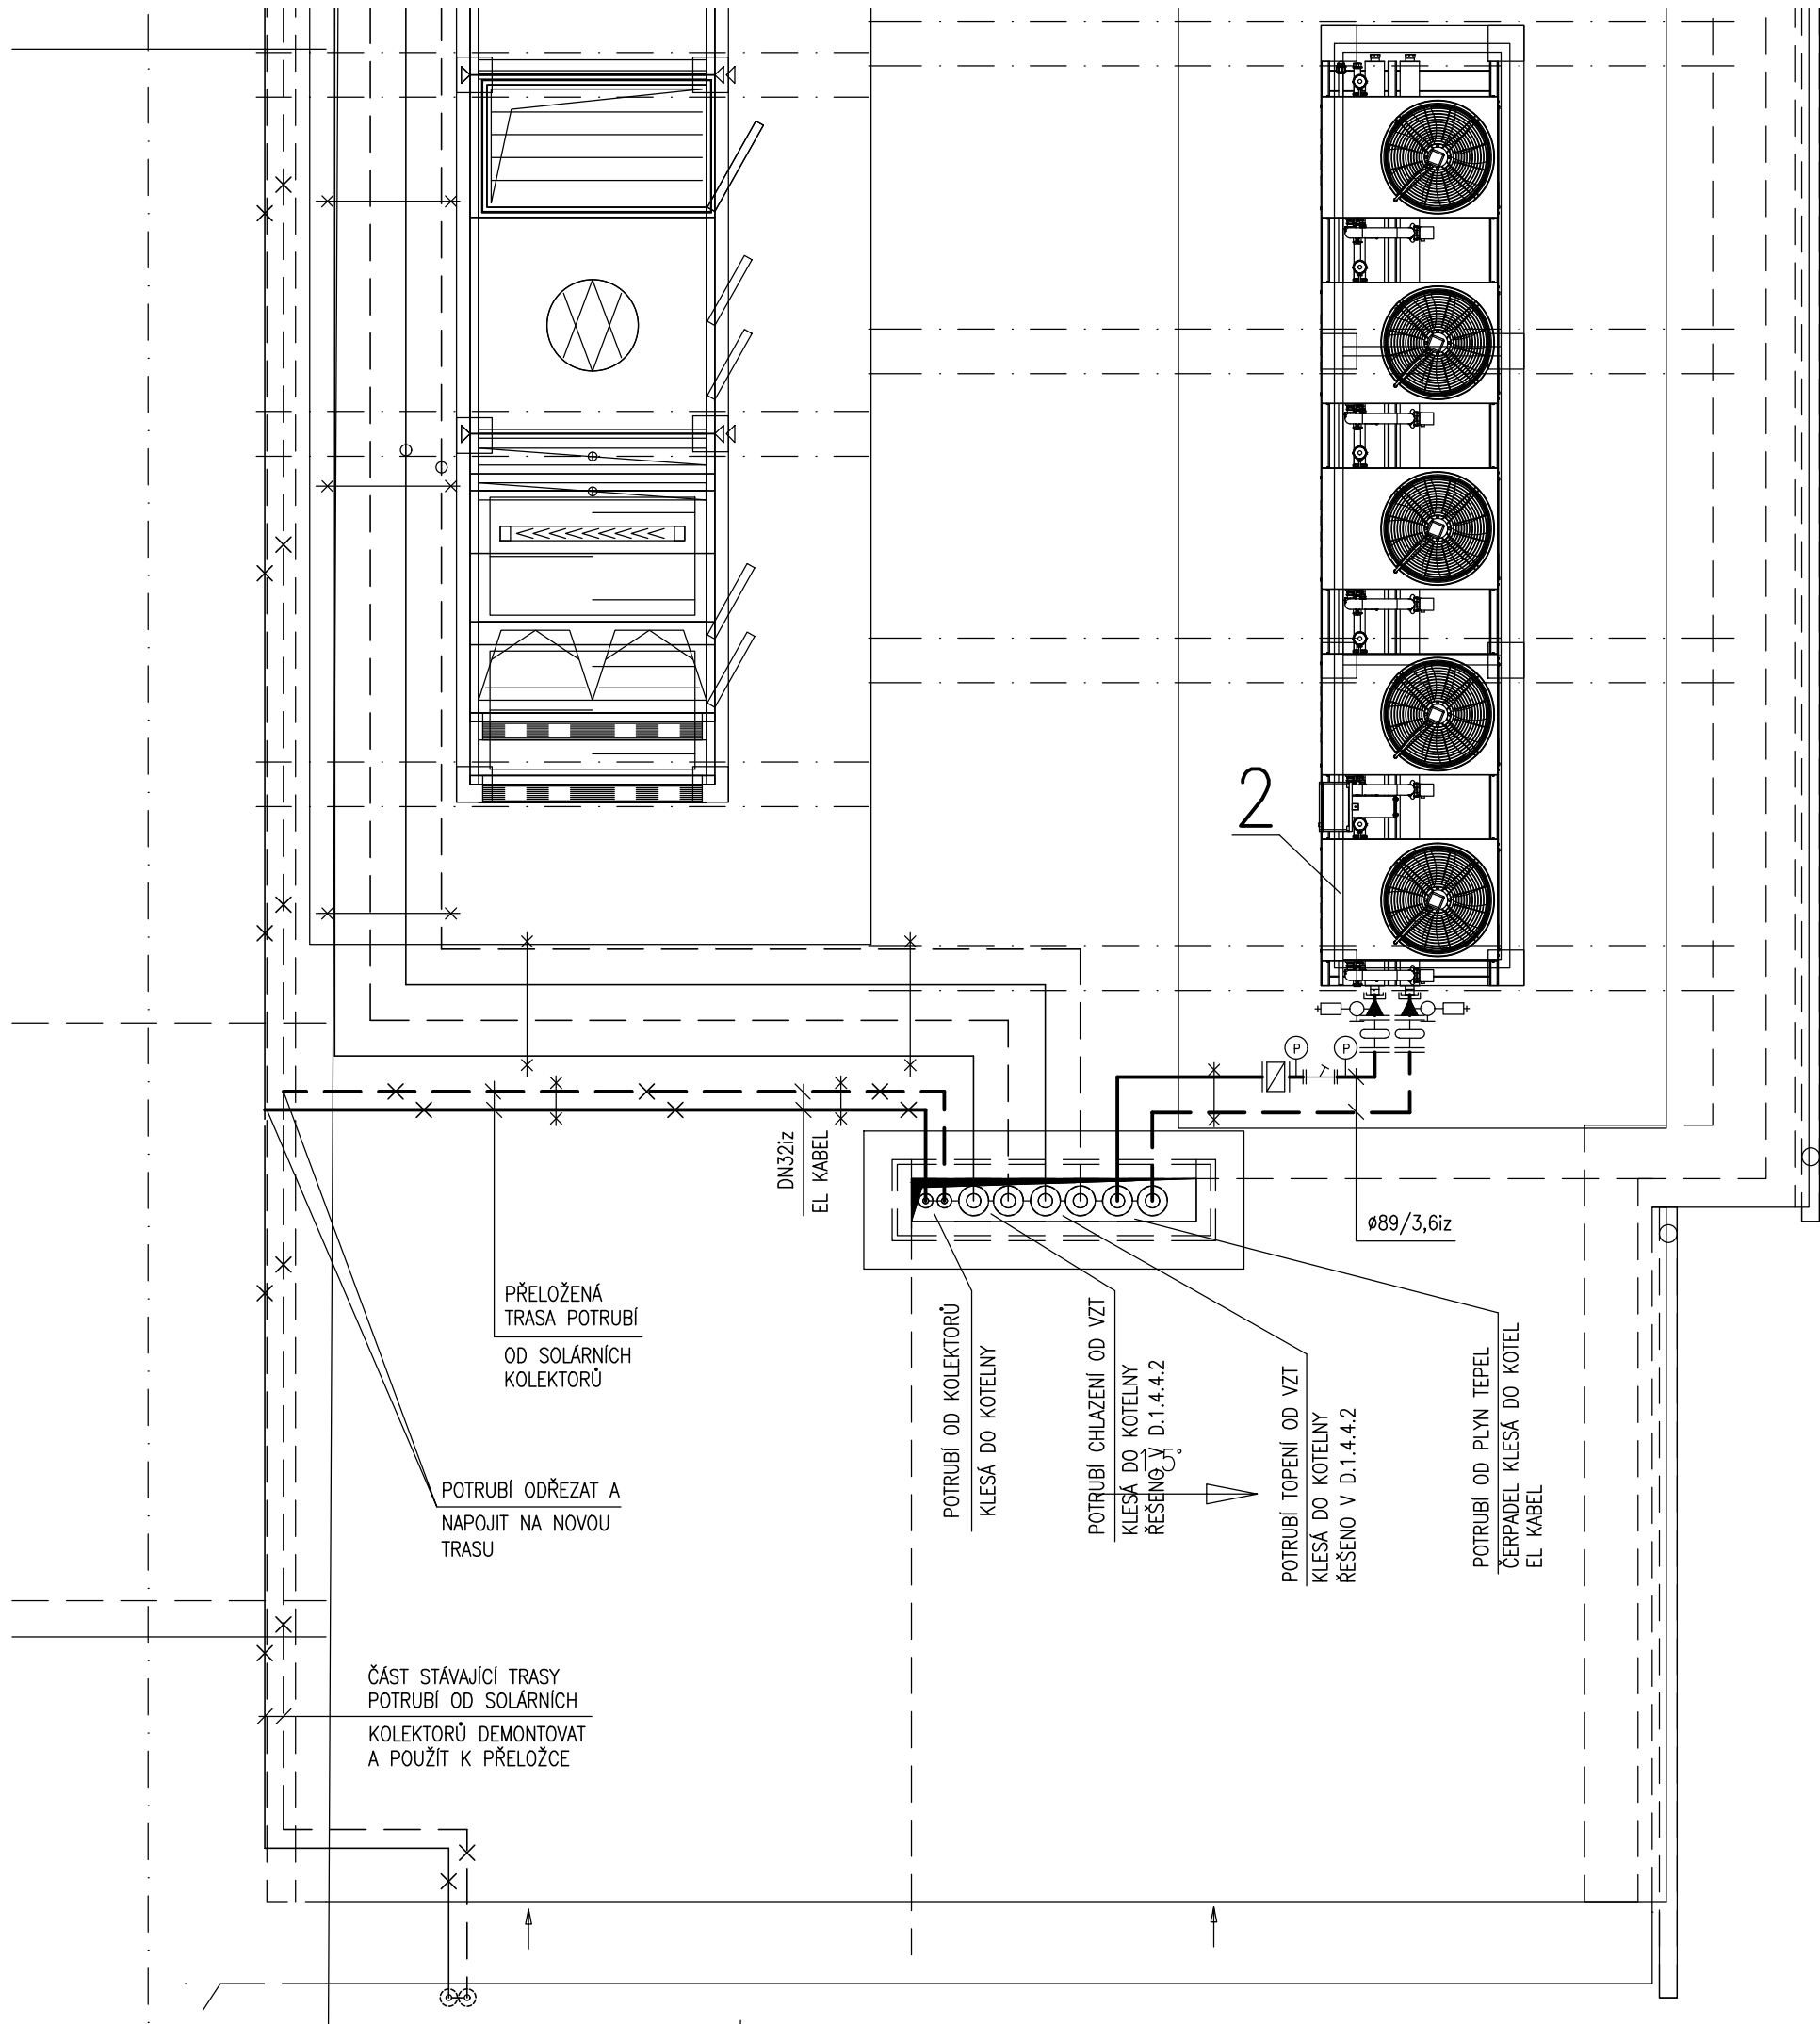 2
P
P
DN32iz
EL KABEL
ø89/3,6iz
PŘELOŽENÁ
TRASA POTRUBÍ
OD SOLÁRNÍCH
KOLEKTORŮ
POTRUBÍ OD KOLEKTORŮ
KLESÁ DO KOTELNY
POTRUBÍ CHLAZENÍ OD VZT
KLESÁ DO KOTELNY
ŘEŠENO V D.1.4.4.2
POTRUBÍ TOPENÍ OD VZT
KLESÁ DO KOTELNY
ŘEŠENO V D.1.4.4.2
POTRUBÍ OD PLYN TEPEL
ČERPADEL KLESÁ DO KOTEL
EL KABEL
POTRUBÍ ODŘEZAT A
NAPOJIT NA NOVOU
TRASU
ČÁST STÁVAJÍCÍ TRASY
POTRUBÍ OD SOLÁRNÍCH
KOLEKTORŮ DEMONTOVAT
A POUŽÍT K PŘELOŽCE